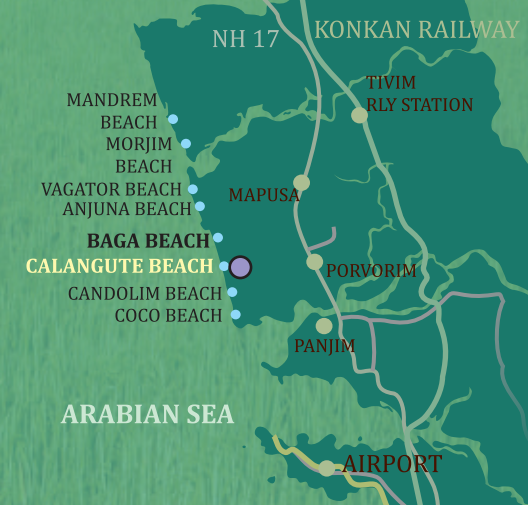 KONKAN RAILWAY
NH 17
TIVIM
RLY STATION
MANDREM
BEACH
MORJIM
BEACH
VAGATOR BEACH
ANJUNA BEACH
MAPUSA
BAGA BEACH
CALANGUTE BEACH
PORVORIM
CANDOLIM BEACH
COCO BEACH
PANJIM
ARABIAN SEA
AIRPORT